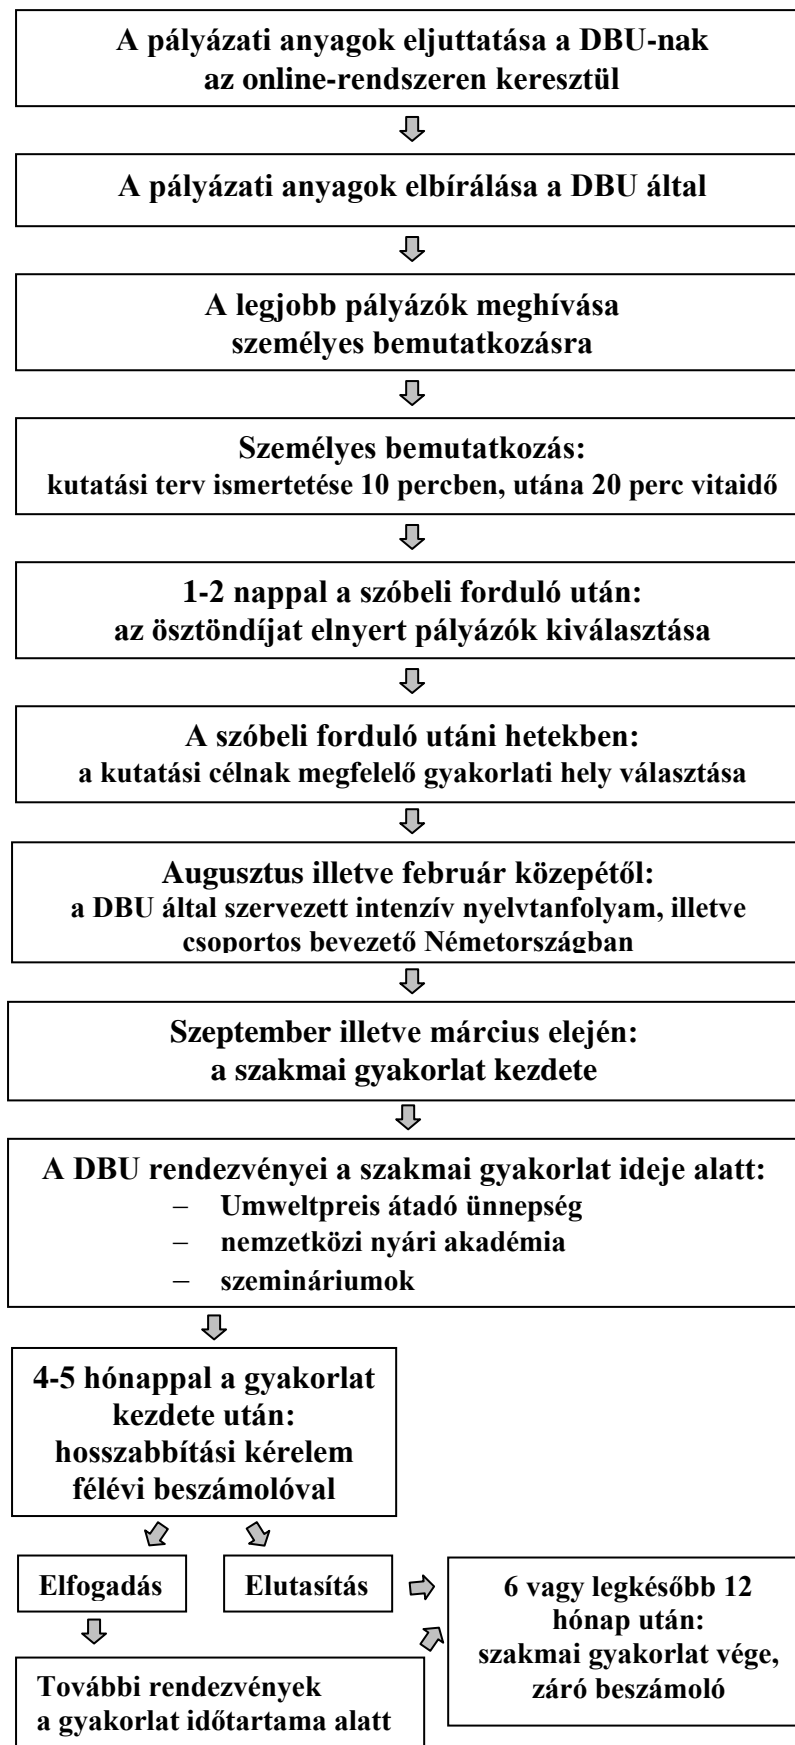 A pályázati anyagok eljuttatása a DBU-nak
az online-rendszeren keresztül
A pályázati anyagok elbírálása a DBU által
A legjobb pályázók meghívása
személyes bemutatkozásra
Személyes bemutatkozás:
kutatási terv ismertetése 10 percben, utána 20 perc vitaidő
1-2 nappal a szóbeli forduló után:
az ösztöndíjat elnyert pályázók kiválasztása
A szóbeli forduló utáni hetekben:
a kutatási célnak megfelelő gyakorlati hely választása
Augusztus illetve február közepétől:
a DBU által szervezett intenzív nyelvtanfolyam, illetve
csoportos bevezető Németországban
Szeptember illetve március elején:
a szakmai gyakorlat kezdete
A DBU rendezvényei a szakmai gyakorlat ideje alatt:
– Umweltpreis átadó ünnepség
– nemzetközi nyári akadémia
– szemináriumok
4-5 hónappal a gyakorlat
kezdete után:
hosszabbítási kérelem
félévi beszámolóval
Elfogadás
Elutasítás
6 vagy legkésőbb 12
hónap után:
szakmai gyakorlat vége,
záró beszámoló
További rendezvények
a gyakorlat időtartama alatt